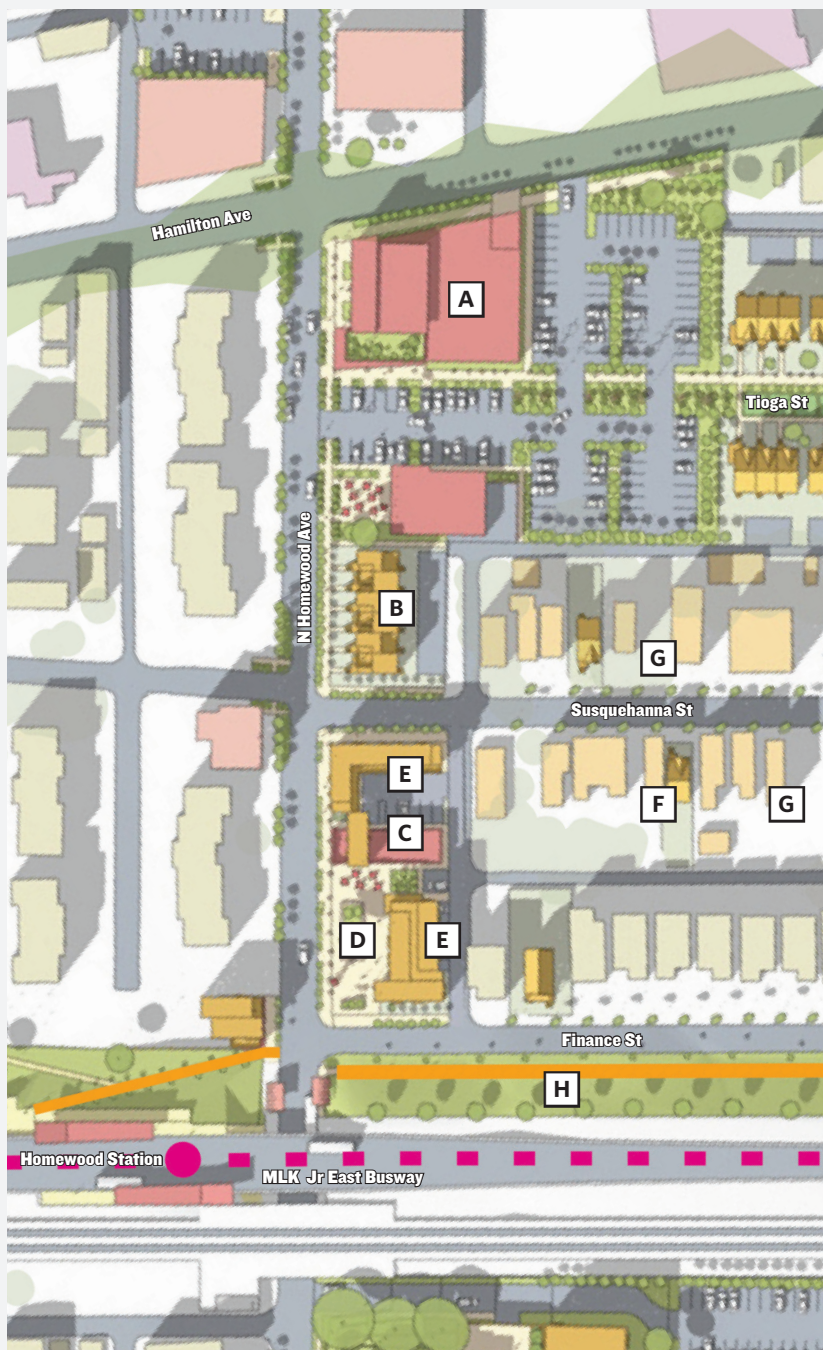 Hamilton Ave
A
Tioga St
N Homewood Ave
B
G
Susquehanna St
E
F
G
C
D
E
Finance St
H
Homewood Station
MLK Jr East Busway